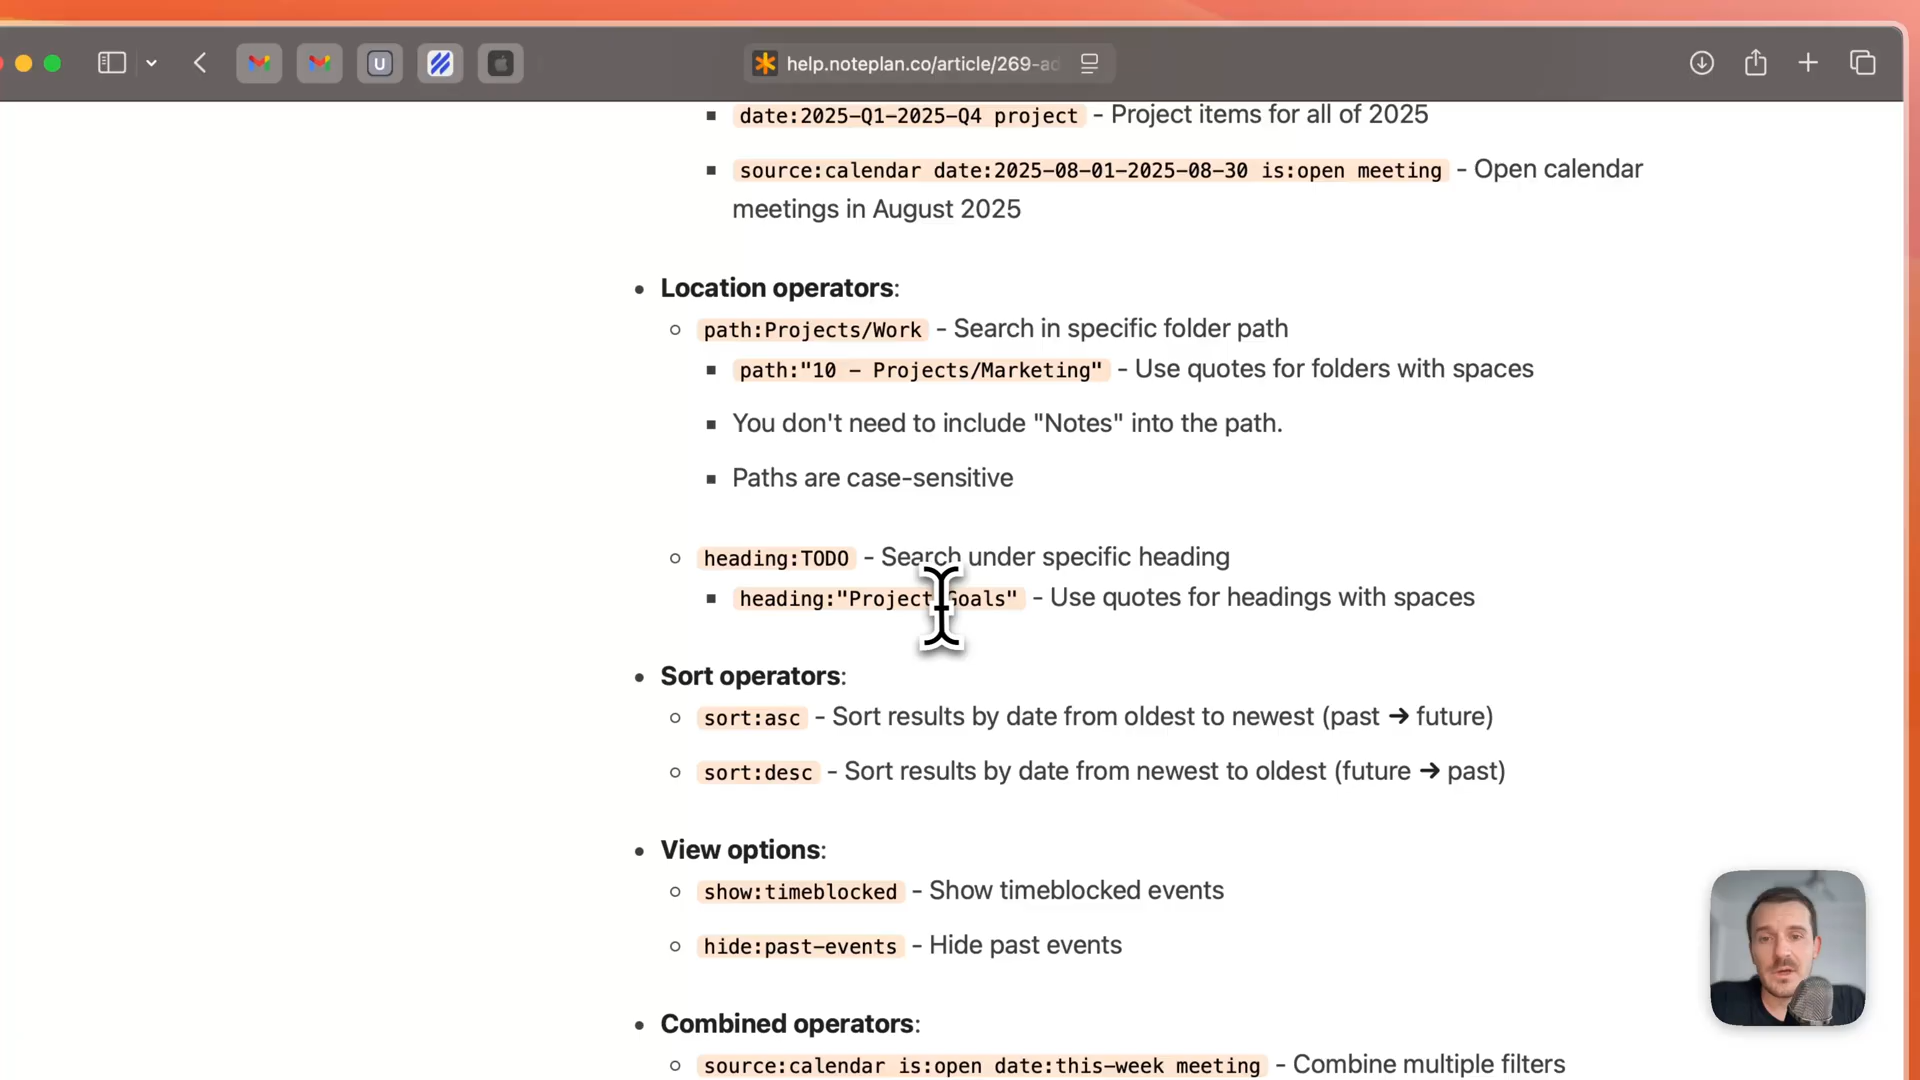 U
help.noteplan.co/article/269-ad
date:2025-Q1-2025-Q4 project - Project items for all of 2025
source:calendar date:2025-08-01-2025-08-30 is:open meeting - Open calendar
meetings in August 2025
Location operators:
path:Projects/Work - Search in specific folder path
path:"10 - Projects/Marketing" - Use quotes for folders with spaces
You don't need to include "Notes" into the path.
Paths are case-sensitive
heading:TODO - Search under specific heading
heading:"Project Goals" - Use quotes for headings with spaces
Sort operators:
sort:asc - Sort results by date from oldest to newest (past → future)
sort:desc - Sort results by date from newest to oldest (future → past)
View options:
show:timeblocked - Show timeblocked events
hide:past-events - Hide past events
Combined operators:
source:calendar is:open date:this-week meeting - Combine multiple filters